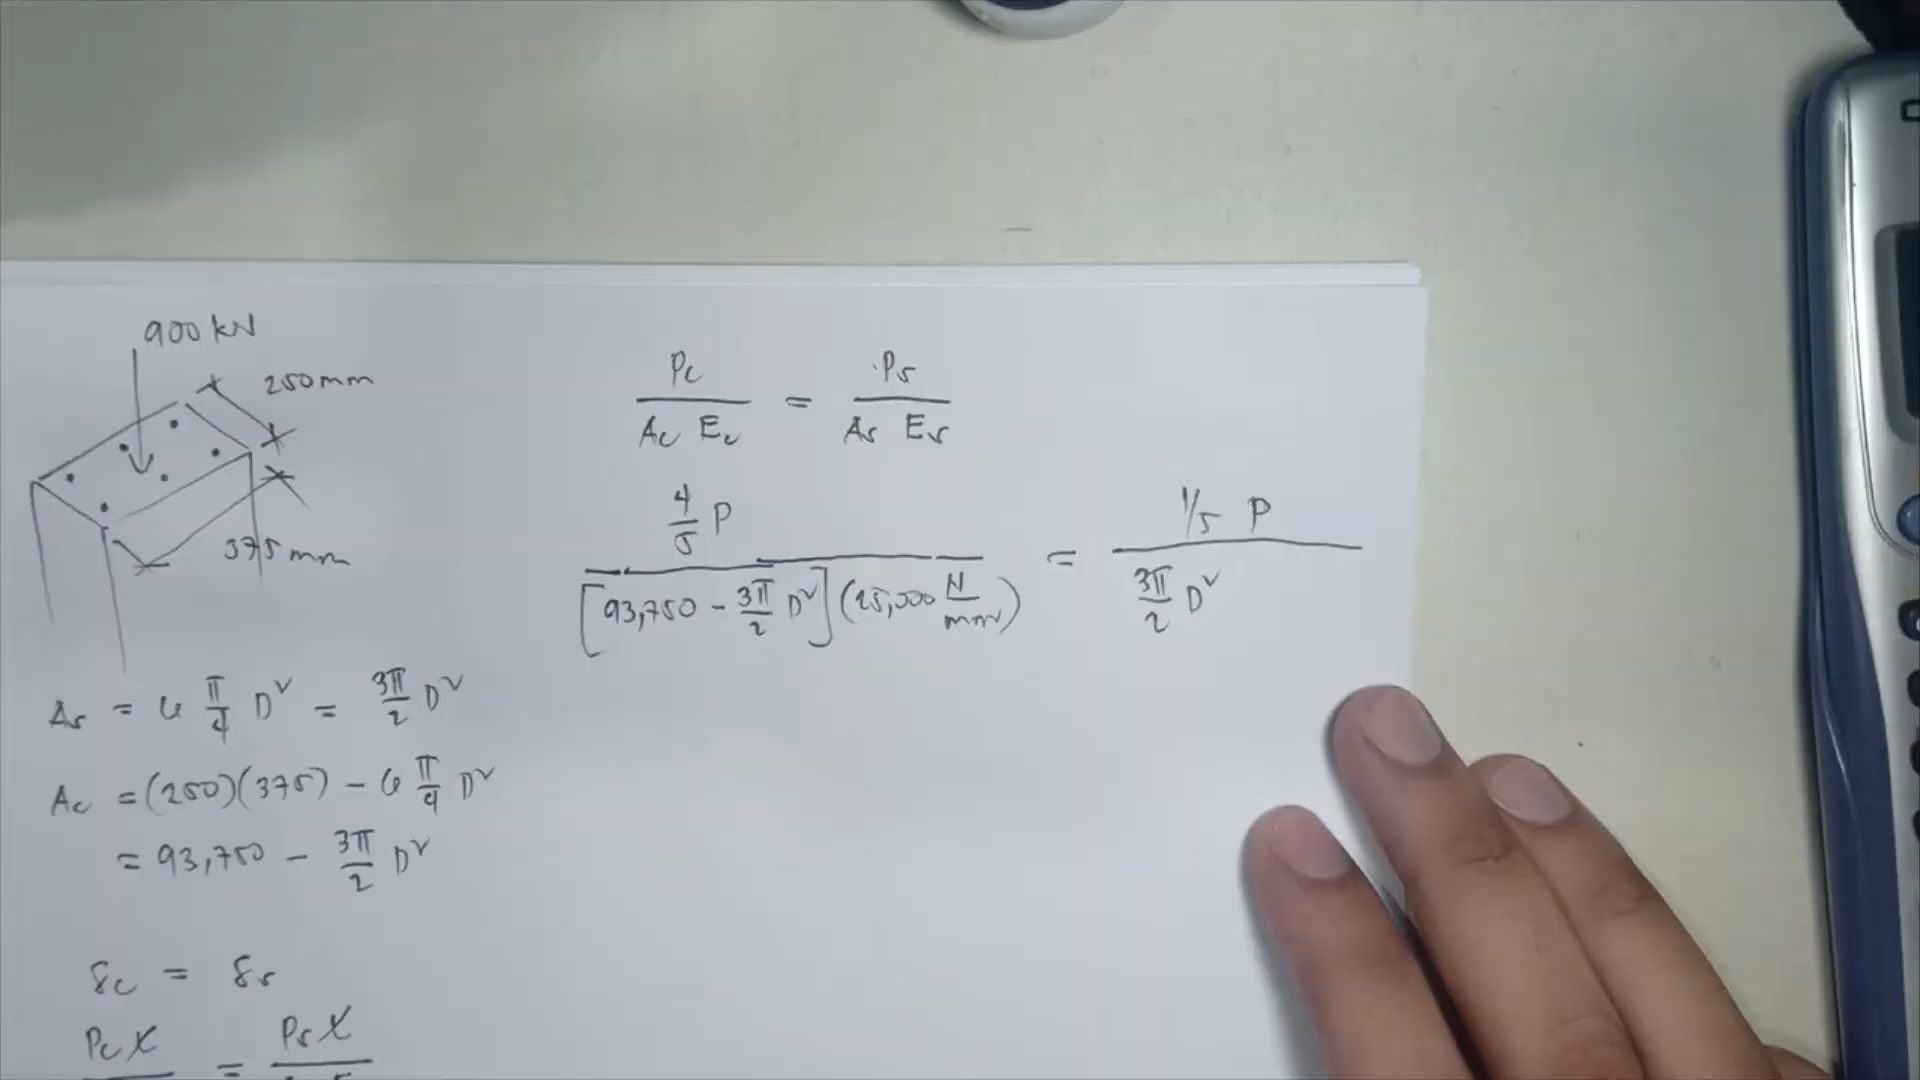 900 kN
250 mm
375 mm
As = 6 π/4 D² = 3π/2 D²
Ac = (250)(375) - 6 π/4 D²
= 93,750 - 3π/2 D²
δc = δs
Pc L = Ps L
Pc / Ac Ec = Ps / As Es
4/5 P / [93,750 - 3π/2 D²] (25,000 N/mm²) = 1/5 P / 3π/2 D²